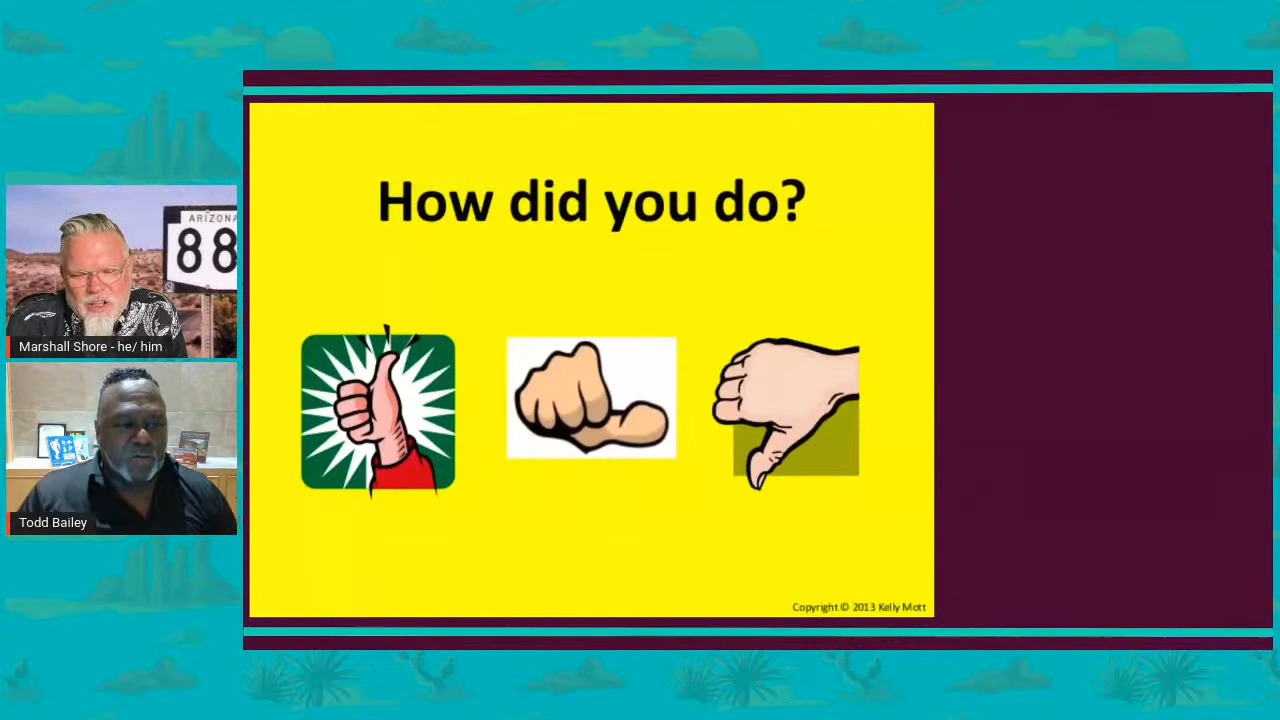 How did you do?
ARIZONA
88
Marshall Shore - he/ him
Todd Bailey
Copyright © 2013 Kelly Mott